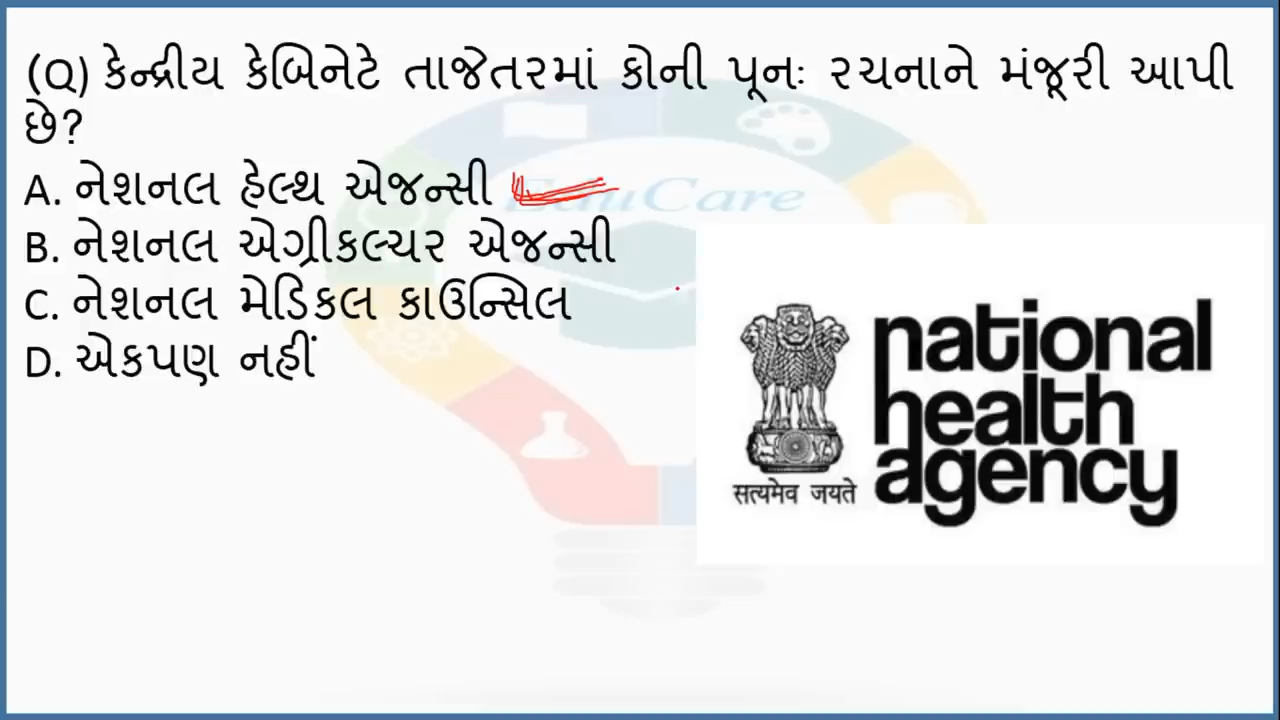 (Q) કેન્દ્રીય કેબિનેટે તાજેતરમાં કોની પૂનઃ રચનાને મંજૂરી આપી
છે?
A. નેશનલ હેલ્થ એજન્સી
EduCare
B. નેશનલ એગ્રીકલ્ચર એજન્સી
C. નેશનલ મેડિકલ કાઉન્સિલ
D. એકપણ નહીં
national
health
agency
सत्यमेव जयते